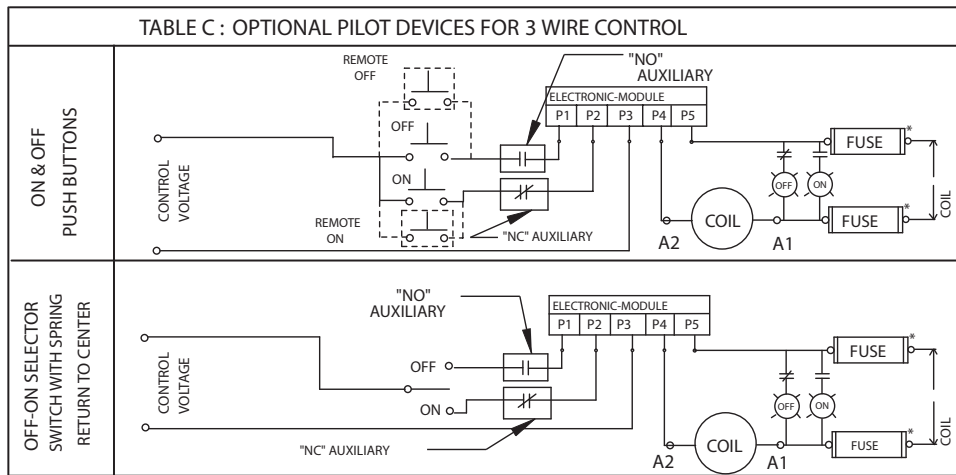 TABLE C : OPTIONAL PILOT DEVICES FOR 3 WIRE CONTROL
ON & OFF
PUSH BUTTONS
CONTROL
VOLTAGE
REMOTE
OFF
OFF
ON
REMOTE
ON
"NO"
AUXILIARY
"NC" AUXILIARY
ELECTRONIC-MODULE
P1 P2 P3 P4 P5
A2
COIL
A1
OFF
ON
FUSE *
FUSE *
COIL
OFF-ON SELECTOR
SWITCH WITH SPRING
RETURN TO CENTER
CONTROL
VOLTAGE
OFF
ON
"NO"
AUXILIARY
"NC" AUXILIARY
ELECTRONIC-MODULE
P1 P2 P3 P4 P5
A2
COIL
A1
OFF
ON
FUSE *
FUSE *
COIL